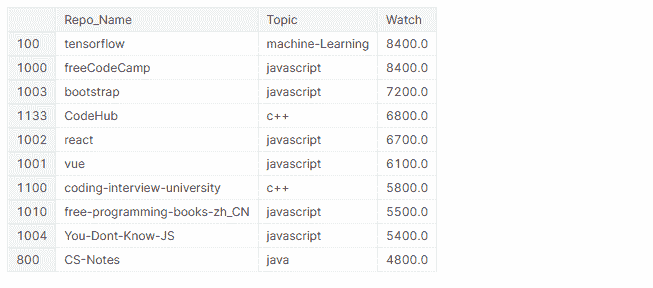 Repo_Name Topic Watch
100 tensorflow machine-Learning 8400.0
1000 freeCodeCamp javascript 8400.0
1003 bootstrap javascript 7200.0
1133 CodeHub c++ 6800.0
1002 react javascript 6700.0
1001 vue javascript 6100.0
1100 coding-interview-university c++ 5800.0
1010 free-programming-books-zh_CN javascript 5500.0
1004 You-Dont-Know-JS javascript 5400.0
800 CS-Notes java 4800.0